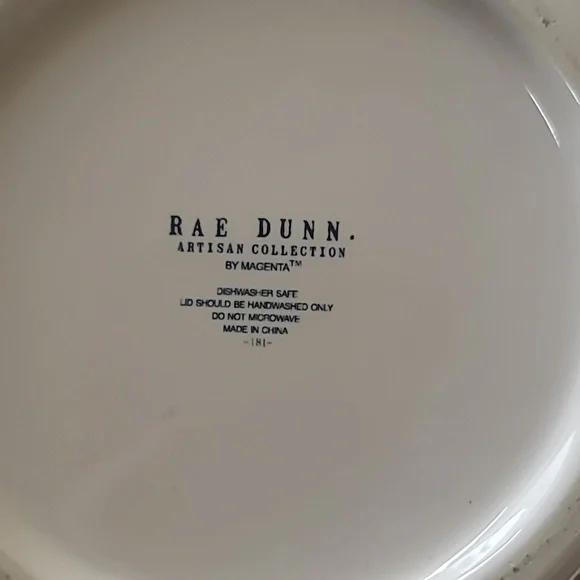 RAE DUNN.
ARTISAN COLLECTION
BY MAGENTA™
DISHWASHER SAFE
LID SHOULD BE HANDWASHED ONLY
DO NOT MICROWAVE
MADE IN CHINA
-181-